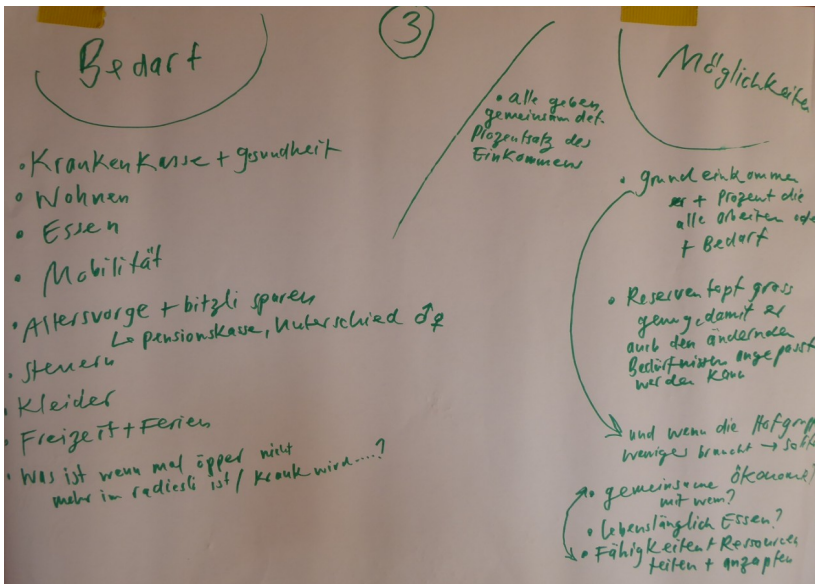 Bedarf
• Krankenkasse + gesundheit
• Wohnen
• Essen
• Mobilität
• Altersvorge + bitzli sparen
↳ pensionskasse, Unterschied ♂♀
• Steuern
• Kleider
• Freizeit + Ferien
• Was ist wenn mal öpper nicht
mehr im radiesli ist / krank wird....?
3
• alle geben
gemeinsam def.
Prozentsatz des
Einkommens
Möglichkeiten
• grundeinkommen
+ Prozent die
alle arbeiten
+ Bedarf
• Reserventopf gross
genug, damit er
auch den ändernden
Bedürfnissen angepasst
werden kann
und wenn die Hofgrupp
weniger braucht →
• gemeinsame ökonomie?
mit wem?
• lebenslänglich Essen?
• Fähigkeiten + Ressourcen
teilen + anzapfen